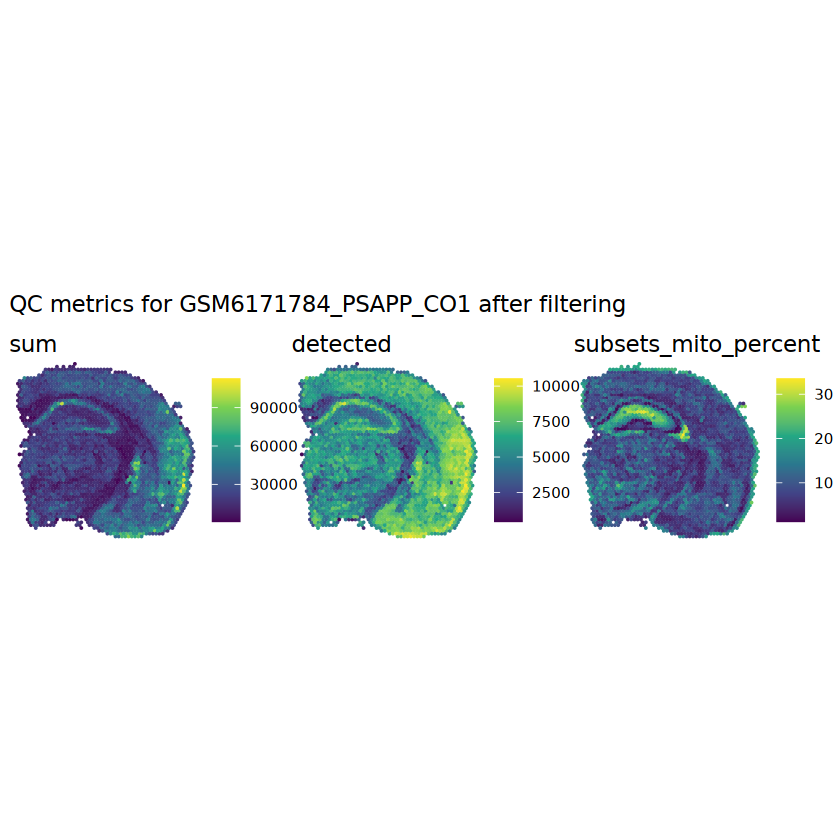 QC metrics for GSM6171784_PSAPP_CO1 after filtering
sum
detected
subsets_mito_percent
90000
60000
30000
10000
7500
5000
2500
30
20
10